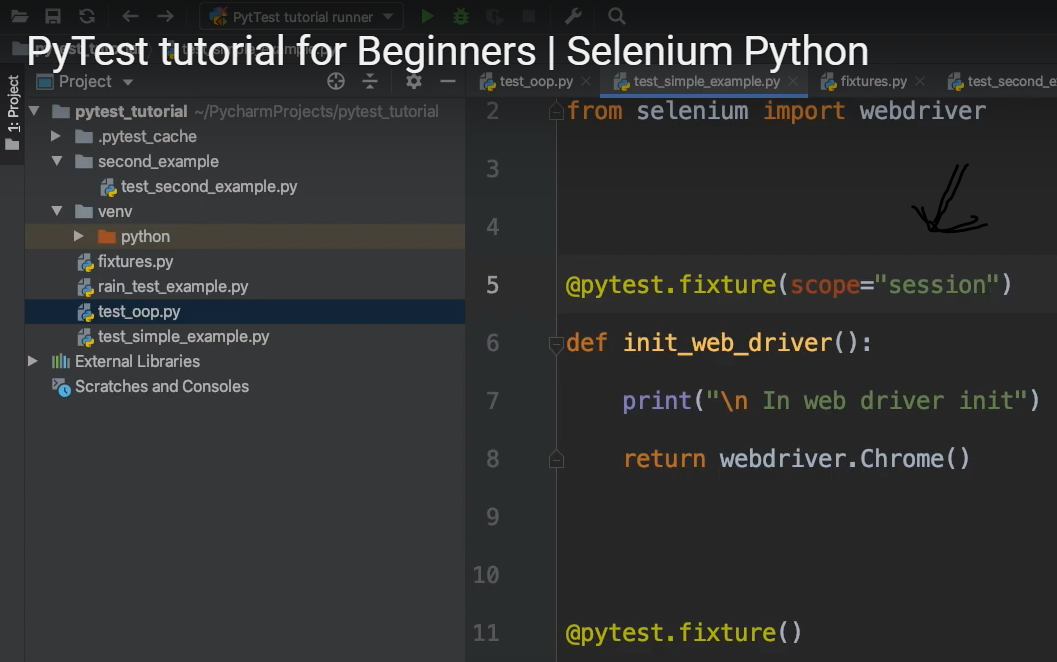 PyTtest tutorial runner
PyTest tutorial for Beginners | Selenium Python
1: Project
Project
test_oop.py
test_simple_example.py
fixtures.py
test_second_e
pytest_tutorial ~/PycharmProjects/pytest_tutorial
.pytest_cache
second_example
test_second_example.py
venv
python
fixtures.py
rain_test_example.py
test_oop.py
test_simple_example.py
External Libraries
Scratches and Consoles
2 from selenium import webdriver
3
4
5 @pytest.fixture(scope="session")
6 def init_web_driver():
7 print("\n In web driver init")
8 return webdriver.Chrome()
9
10
11 @pytest.fixture()